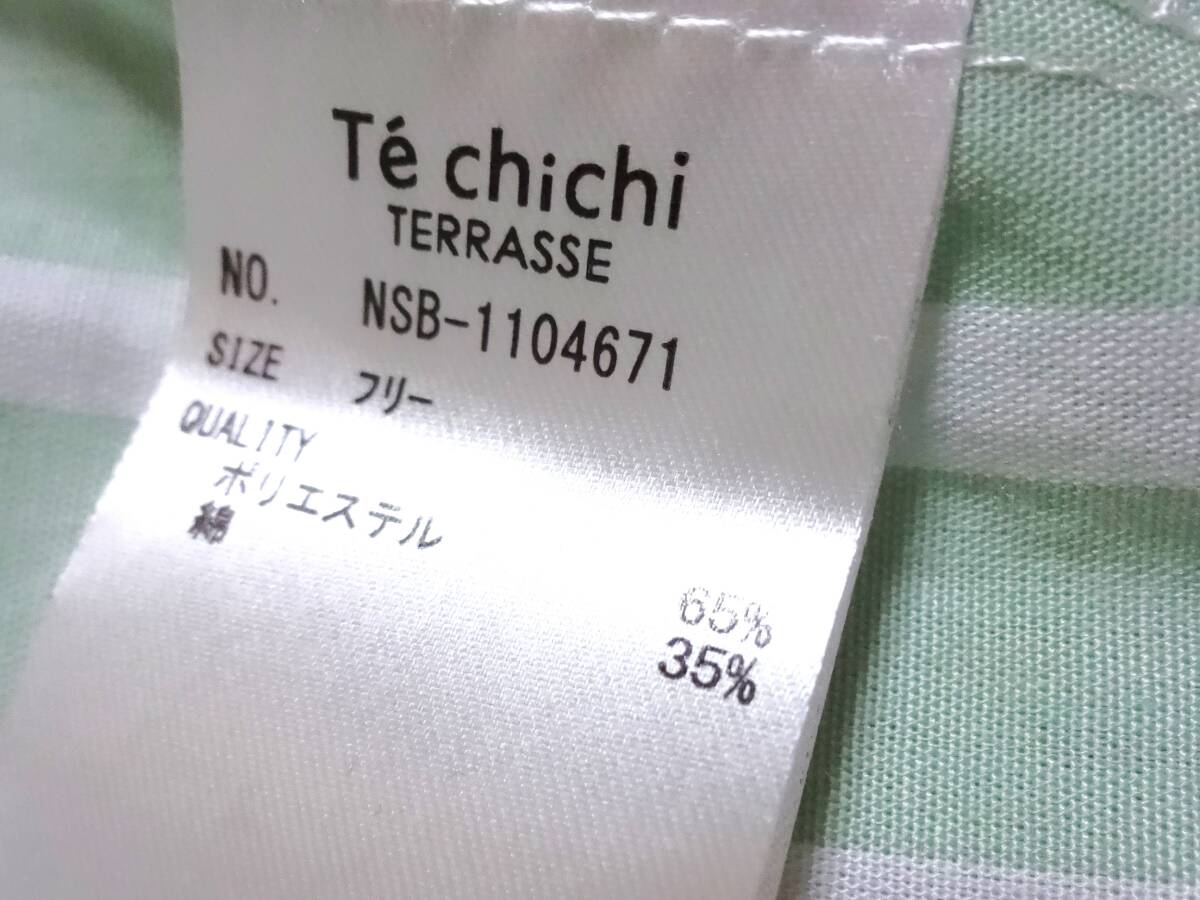 Té chichi
TERRASSE
NO. NSB-1104671
SIZE フリー
QUALITY
ポリエステル 65%
綿 35%